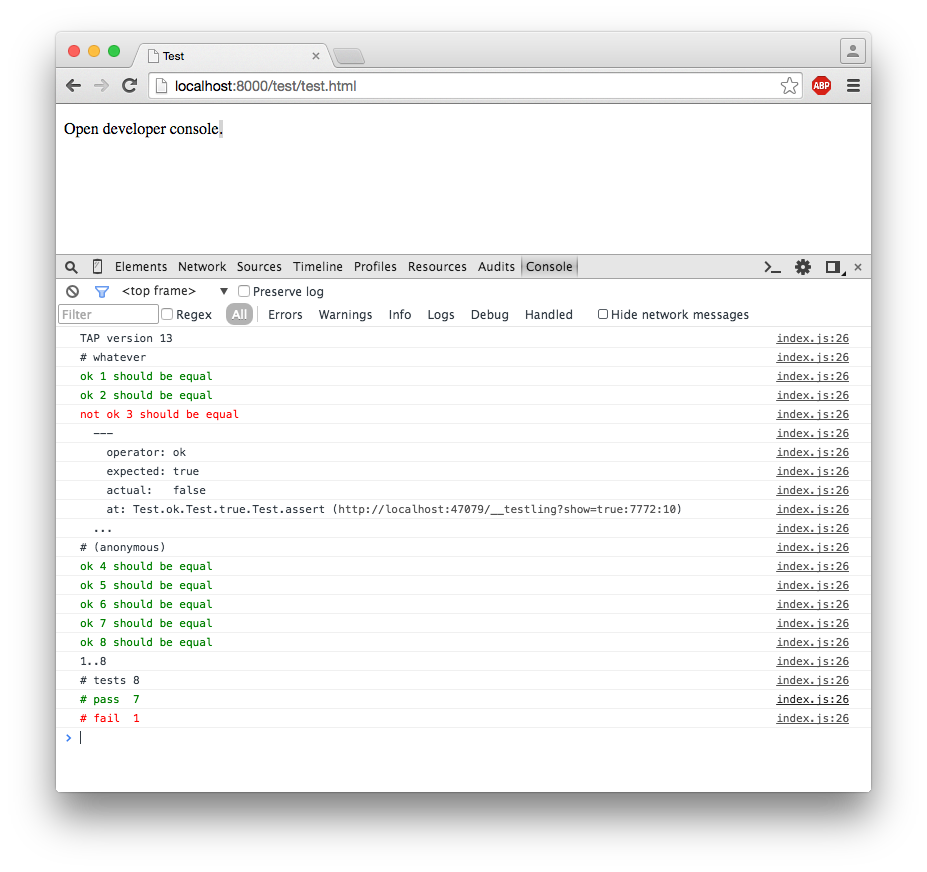 Test
localhost:8000/test/test.html
ABP
Open developer console.
Elements Network Sources Timeline Profiles Resources Audits Console
<top frame> Preserve log
Filter Regex All Errors Warnings Info Logs Debug Handled Hide network messages
TAP version 13 index.js:26
# whatever index.js:26
ok 1 should be equal index.js:26
ok 2 should be equal index.js:26
not ok 3 should be equal index.js:26
--- index.js:26
operator: ok index.js:26
expected: true index.js:26
actual: false index.js:26
at: Test.ok.Test.true.Test.assert (http://localhost:47079/__testling?show=true:7772:10) index.js:26
... index.js:26
# (anonymous) index.js:26
ok 4 should be equal index.js:26
ok 5 should be equal index.js:26
ok 6 should be equal index.js:26
ok 7 should be equal index.js:26
ok 8 should be equal index.js:26
1..8 index.js:26
# tests 8 index.js:26
# pass 7 index.js:26
# fail 1 index.js:26